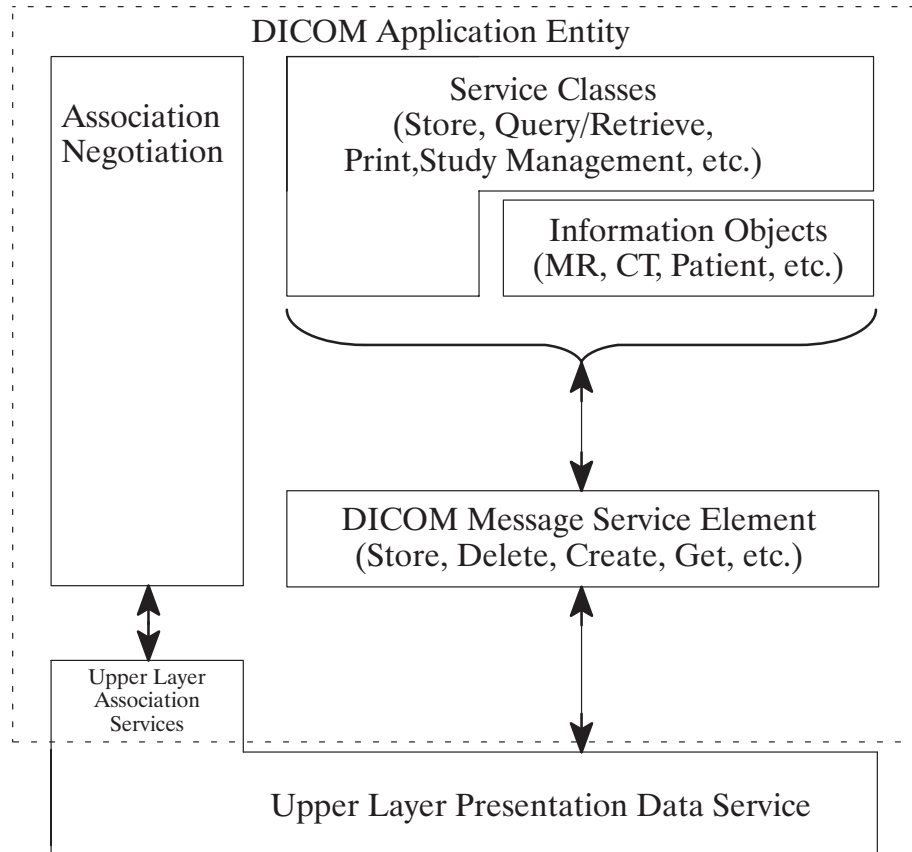 DICOM Application Entity
Association
Negotiation
Service Classes
(Store, Query/Retrieve,
Print,Study Management, etc.)
Information Objects
(MR, CT, Patient, etc.)
DICOM Message Service Element
(Store, Delete, Create, Get, etc.)
Upper Layer
Association
Services
Upper Layer Presentation Data Service